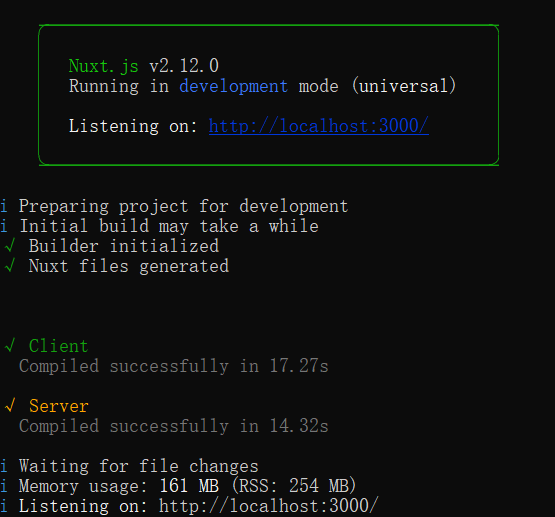 Nuxt.js v2.12.0
Running in development mode (universal)
Listening on: http://localhost:3000/
i Preparing project for development
i Initial build may take a while
√ Builder initialized
√ Nuxt files generated
√ Client
Compiled successfully in 17.27s
√ Server
Compiled successfully in 14.32s
i Waiting for file changes
i Memory usage: 161 MB (RSS: 254 MB)
i Listening on: http://localhost:3000/